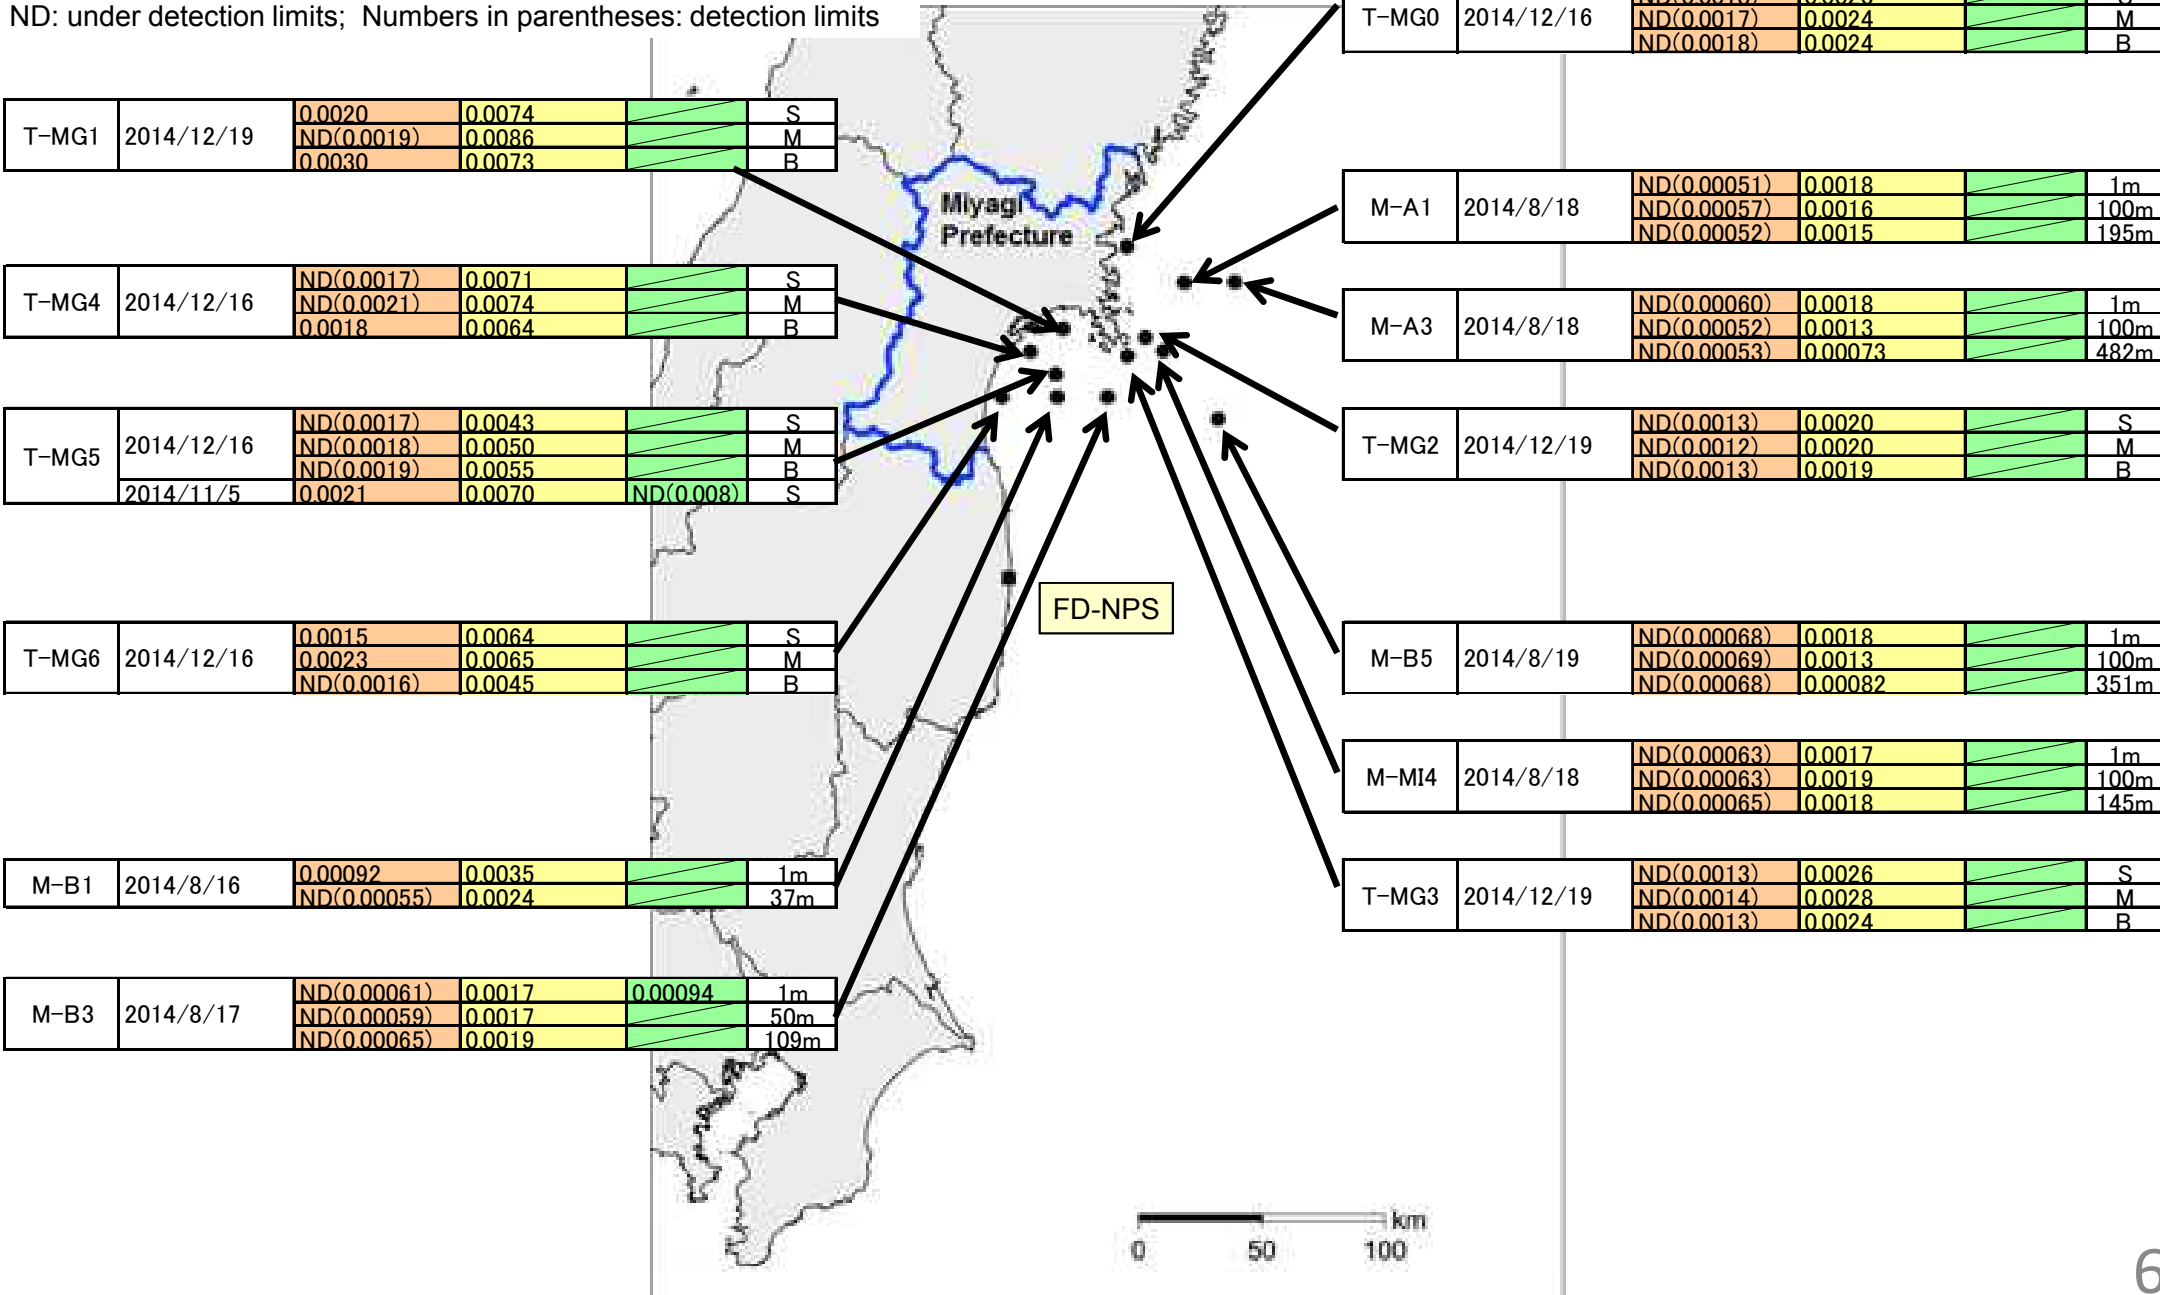 ND: under detection limits; Numbers in parentheses: detection limits
T-MG0 2014/12/16
ND(0.0017) 0.0024 M
ND(0.0018) 0.0024 B
T-MG1 2014/12/19
0.0020 0.0074 S
ND(0.0019) 0.0086 M
0.0030 0.0073 B
T-MG4 2014/12/16
ND(0.0017) 0.0071 S
ND(0.0021) 0.0074 M
0.0018 0.0064 B
T-MG5 2014/12/16
ND(0.0017) 0.0043 S
ND(0.0018) 0.0050 M
ND(0.0019) 0.0055 B
2014/11/5 0.0021 0.0070 ND(0.008) S
T-MG6 2014/12/16
0.0015 0.0064 S
0.0023 0.0065 M
ND(0.0016) 0.0045 B
M-B1 2014/8/16
0.00092 0.0035 1m
ND(0.00055) 0.0024 37m
M-B3 2014/8/17
ND(0.00061) 0.0017 0.00094 1m
ND(0.00059) 0.0017 50m
ND(0.00065) 0.0019 109m
Miyagi
Prefecture
FD-NPS
M-A1 2014/8/18
ND(0.00051) 0.0018 1m
ND(0.00057) 0.0016 100m
ND(0.00052) 0.0015 195m
M-A3 2014/8/18
ND(0.00060) 0.0018 1m
ND(0.00052) 0.0013 100m
ND(0.00053) 0.00073 482m
T-MG2 2014/12/19
ND(0.0013) 0.0020 S
ND(0.0012) 0.0020 M
ND(0.0013) 0.0019 B
M-B5 2014/8/19
ND(0.00068) 0.0018 1m
ND(0.00069) 0.0013 100m
ND(0.00068) 0.00082 351m
M-MI4 2014/8/18
ND(0.00063) 0.0017 1m
ND(0.00063) 0.0019 100m
ND(0.00065) 0.0018 145m
T-MG3 2014/12/19
ND(0.0013) 0.0026 S
ND(0.0014) 0.0028 M
ND(0.0013) 0.0024 B
km
0 50 100
6